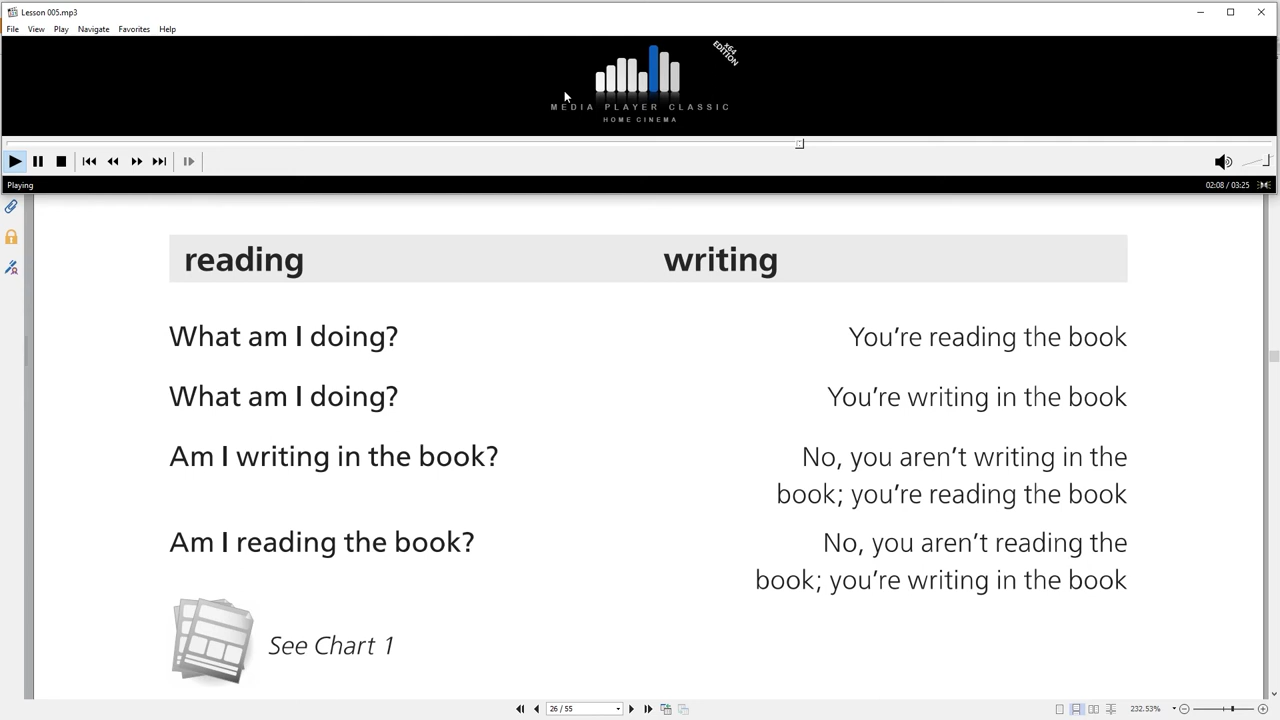 Lesson 005.mp3
File View Play Navigate Favorites Help
x64 EDITION
MEDIA PLAYER CLASSIC
HOME CINEMA
Playing
02:08 / 03:25
reading writing
What am I doing? You're reading the book
What am I doing? You're writing in the book
Am I writing in the book? No, you aren't writing in the
book; you're reading the book
Am I reading the book? No, you aren't reading the
book; you're writing in the book
See Chart 1
26 / 55
232.53%